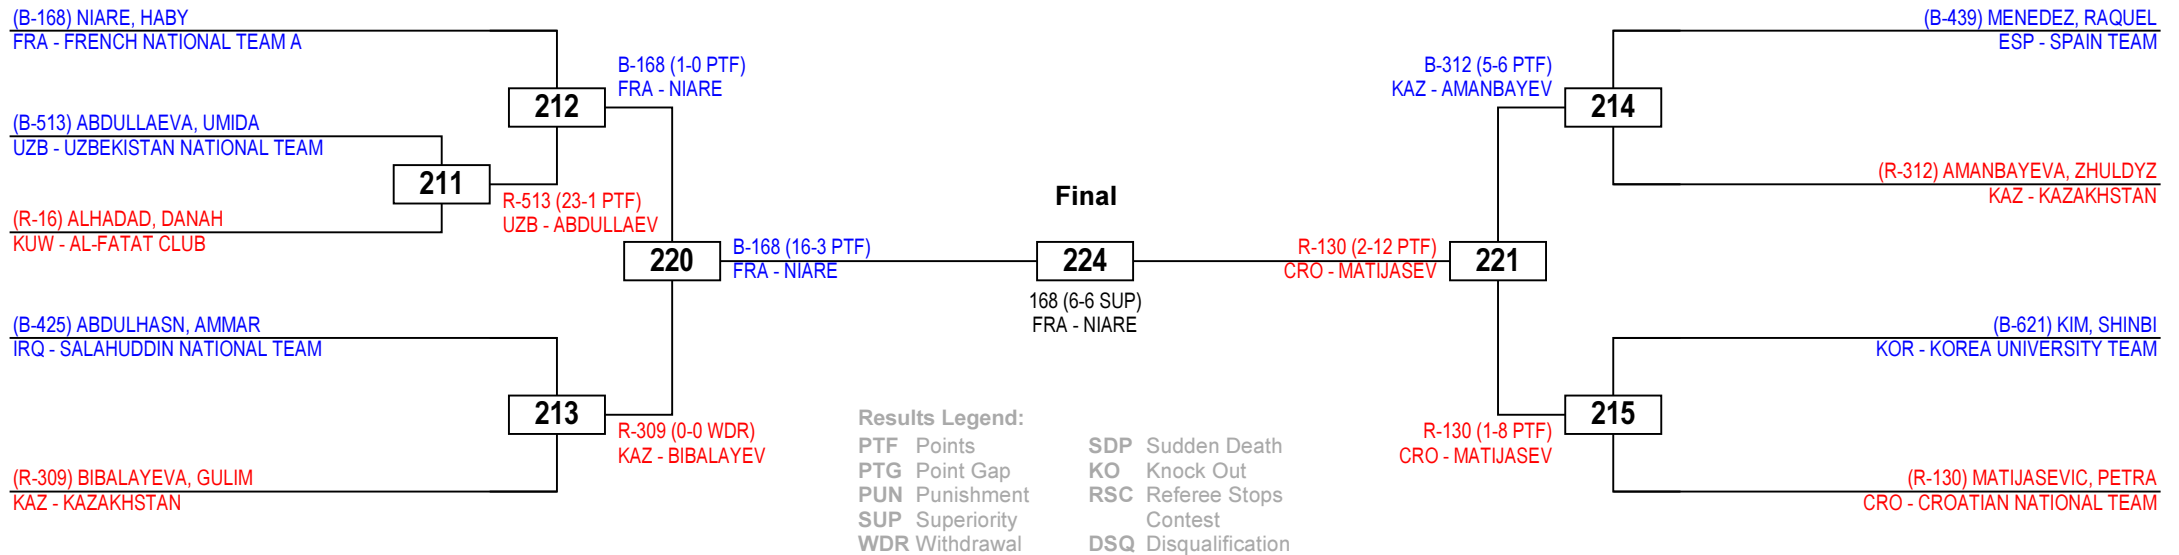 (B-168) NIARE, HABY
FRA - FRENCH NATIONAL TEAM A
B-168 (1-0 PTF)
FRA - NIARE
212
(B-513) ABDULLAEVA, UMIDA
UZB - UZBEKISTAN NATIONAL TEAM
211
R-513 (23-1 PTF)
UZB - ABDULLAEV
(R-16) ALHADAD, DANAH
KUW - AL-FATAT CLUB
220
B-168 (16-3 PTF)
FRA - NIARE
(B-425) ABDULHASN, AMMAR
IRQ - SALAHUDDIN NATIONAL TEAM
213
R-309 (0-0 WDR)
KAZ - BIBALAYEV
(R-309) BIBALAYEVA, GULIM
KAZ - KAZAKHSTAN
Final
224
168 (6-6 SUP)
FRA - NIARE
(B-439) MENEDEZ, RAQUEL
ESP - SPAIN TEAM
B-312 (5-6 PTF)
KAZ - AMANBAYEV
214
(R-312) AMANBAYEVA, ZHULDYZ
KAZ - KAZAKHSTAN
R-130 (2-12 PTF)
CRO - MATIJASEV
221
(B-621) KIM, SHINBI
KOR - KOREA UNIVERSITY TEAM
215
R-130 (1-8 PTF)
CRO - MATIJASEV
(R-130) MATIJASEVIC, PETRA
CRO - CROATIAN NATIONAL TEAM
Results Legend:
PTF Points
PTG Point Gap
PUN Punishment
SUP Superiority
WDR Withdrawal
SDP Sudden Death
KO Knock Out
RSC Referee Stops
Contest
DSQ Disqualification